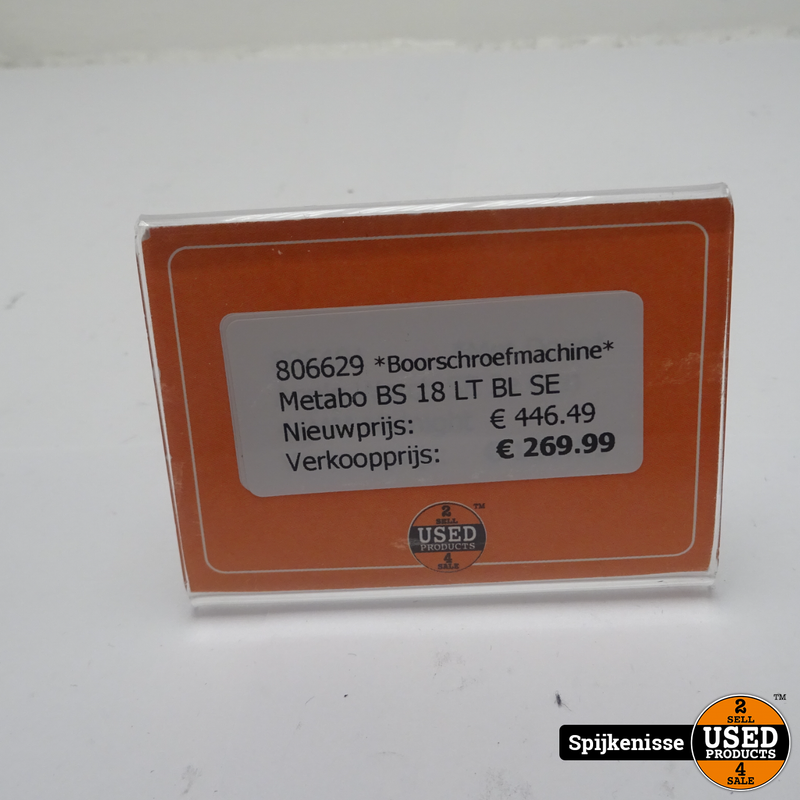 806629 *Boorschroefmachine*
Metabo BS 18 LT BL SE
Nieuwprijs: € 446.49
Verkoopprijs: € 269.99
2
SELL
USED
PRODUCTS
4
SALE
TM
Spijkenisse
2
SELL
USED
PRODUCTS
4
SALE
TM